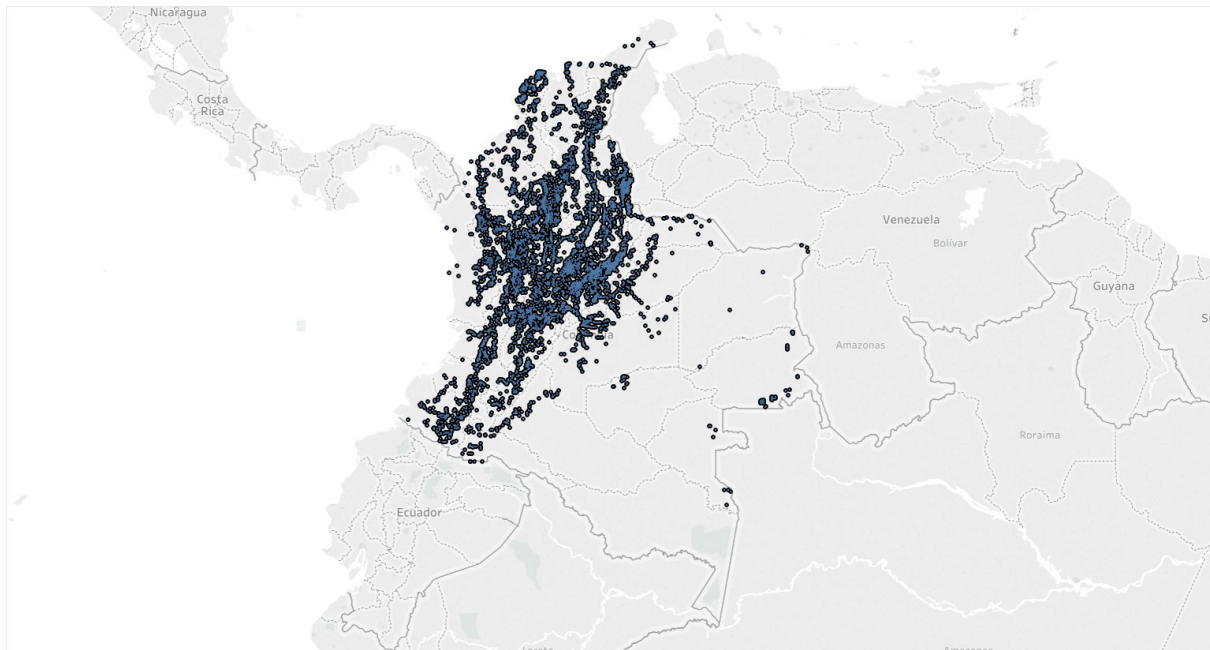 Nicaragua
Costa
Rica
Venezuela
Bolívar
Guyana
Amazonas
Roraima
Ecuador